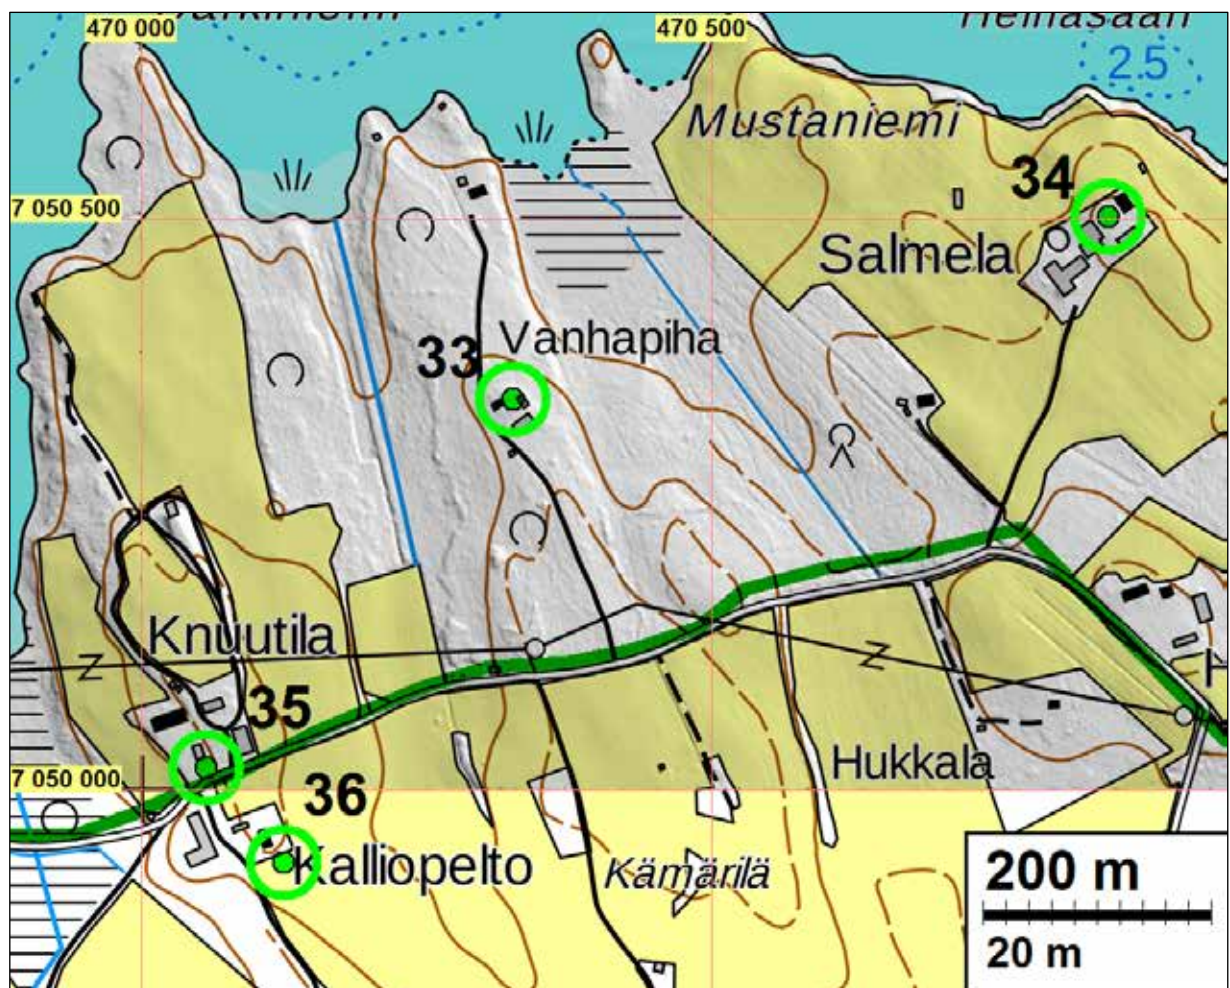 470 000
470 500
2.5
Mustaniemi
34
7 050 500
Salmela
33
Vanhapiha
Z
Knuutila
Z
35
Hukkala
7 050 000
36
Kalliopelto
Kämärilä
200 m
20 m